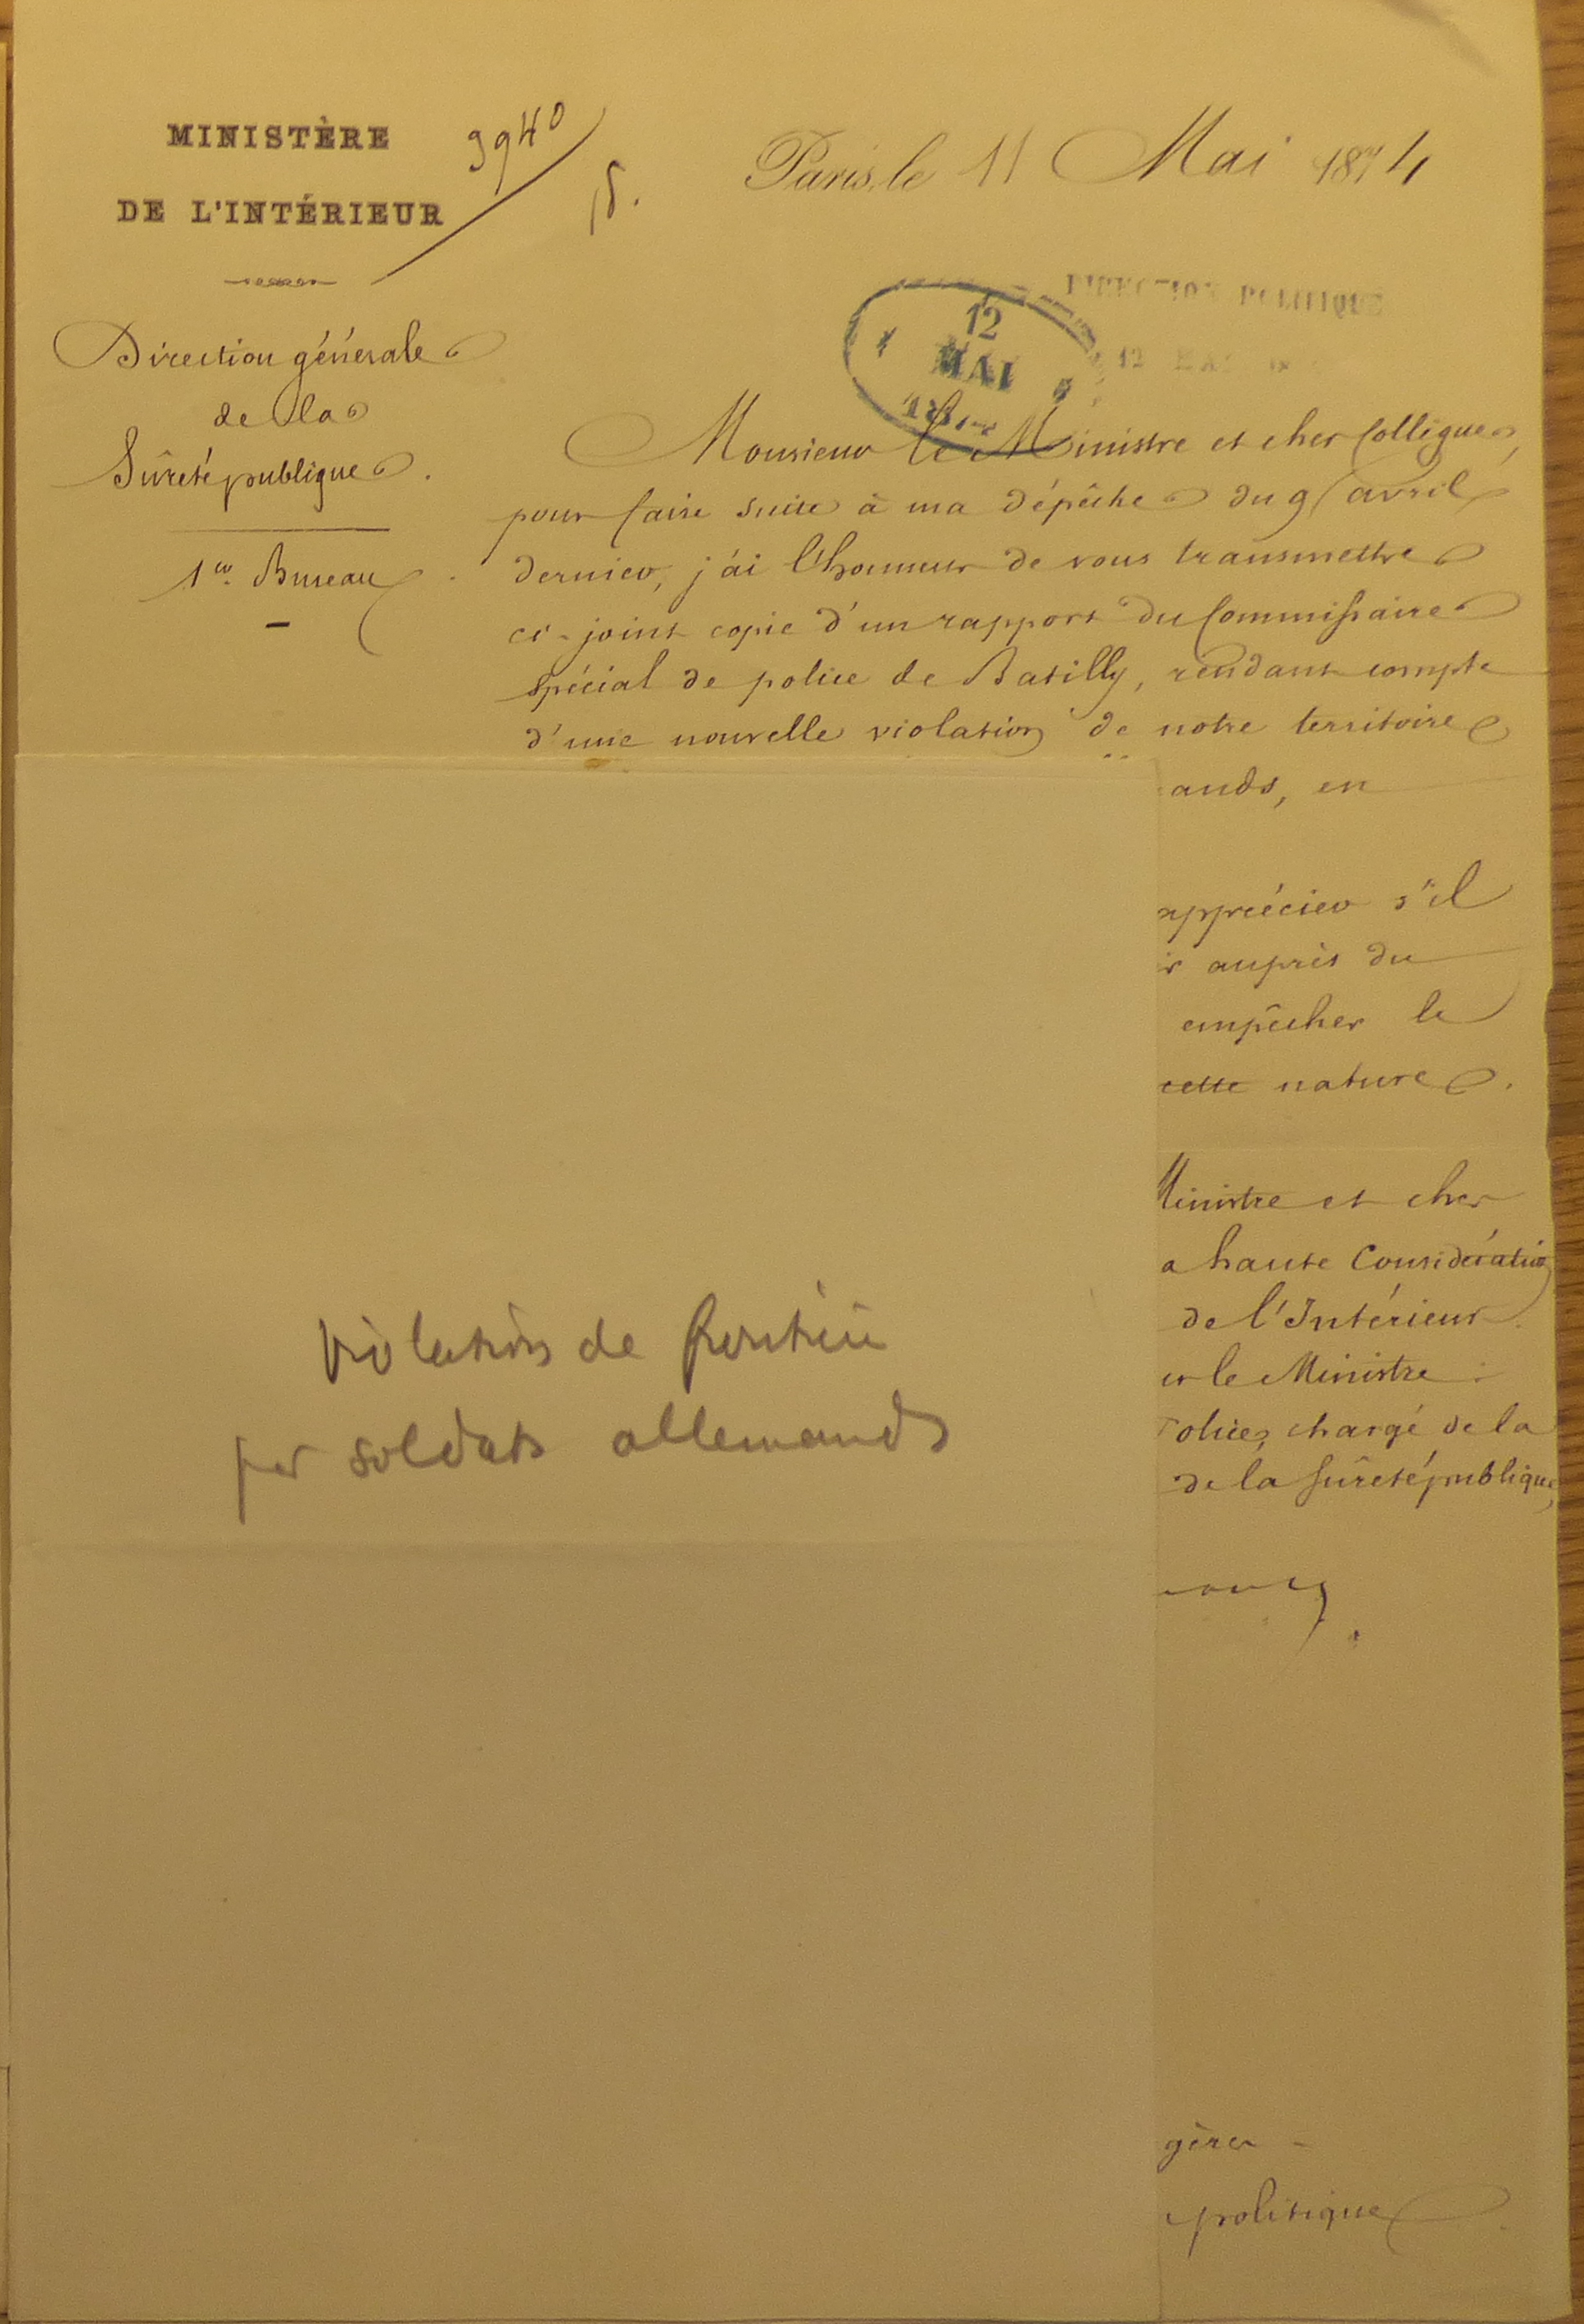 MINISTÈRE
DE L'INTÉRIEUR
3940
15.
Paris, le 11 Mai 1874
DIRECTION POLITIQUE
12 MAI
12
MAI
Direction générale
de la
Sûreté publique.
1er Bureau
Monsieur le Ministre et cher Collègue,
pour faire suite à ma dépêche du 9 avril
dernier, j'ai l'honneur de vous transmettre
ci-joint copie d'un rapport du Commissaire
spécial de police de Batilly, rendant compte
d'une nouvelle violation de notre territoire
ands, en
apprécier s'il
r auprès du
empêcher le
cette nature.
Ministre et cher
a haute Considération
de l'Intérieur.
le Ministre :
olice, chargé de la
de la Sûreté publique,
violation de frontière
par soldats allemands
gères
politique